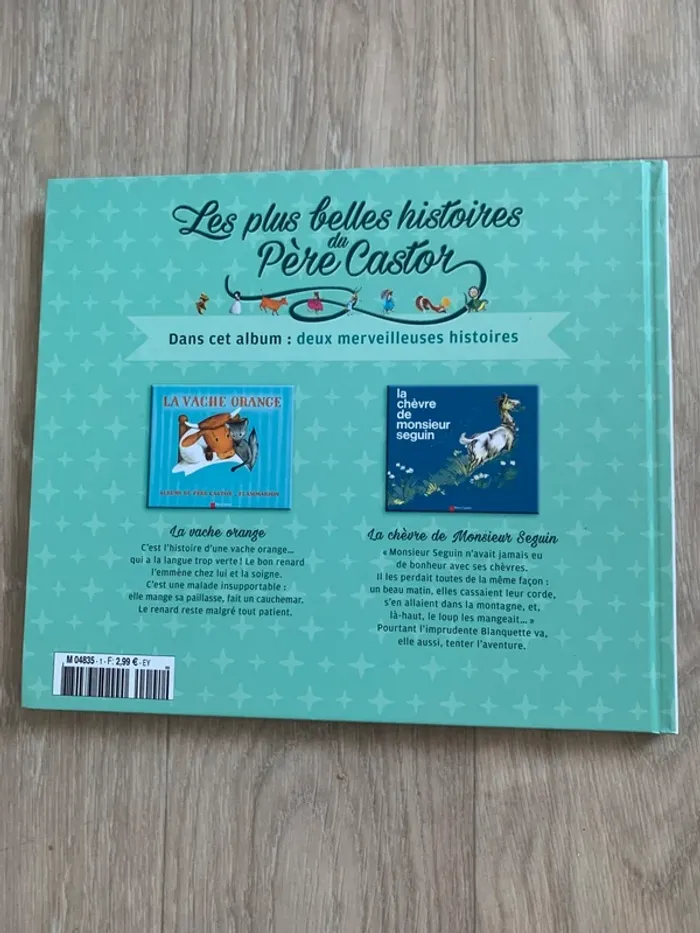 Les plus belles histoires
du
Père Castor
Dans cet album : deux merveilleuses histoires
LA VACHE ORANGE
ALBUMS DU PÈRE CASTOR - FLAMMARION
la
chèvre
de
monsieur
seguin
La vache orange
C'est l'histoire d'une vache orange...
qui a la langue trop verte ! Le bon renard
l'emmène chez lui et la soigne.
C'est une malade insupportable :
elle mange sa paillasse, fait un cauchemar.
Le renard reste malgré tout patient.
La chèvre de Monsieur Seguin
« Monsieur Seguin n'avait jamais eu
de bonheur avec ses chèvres.
Il les perdait toutes de la même façon :
un beau matin, elles cassaient leur corde,
s'en allaient dans la montagne, et,
là-haut, le loup les mangeait... »
Pourtant l'imprudente Blanquette va,
elle aussi, tenter l'aventure.
M 04835 - 1 - F: 2,99 € - EY